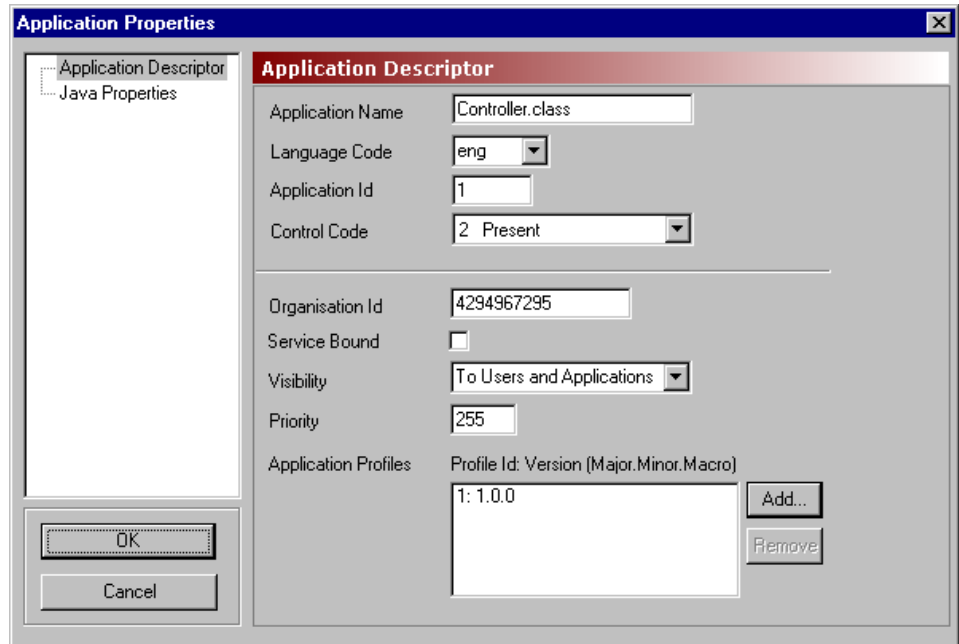 Application Properties
Application Descriptor
Java Properties
OK
Cancel
Application Descriptor
Application Name Controller.class
Language Code eng
Application Id 1
Control Code 2 Present
Organisation Id 4294967295
Service Bound
Visibility To Users and Applications
Priority 255
Application Profiles Profile Id: Version (Major.Minor.Macro)
1: 1.0.0
Add...
Remove